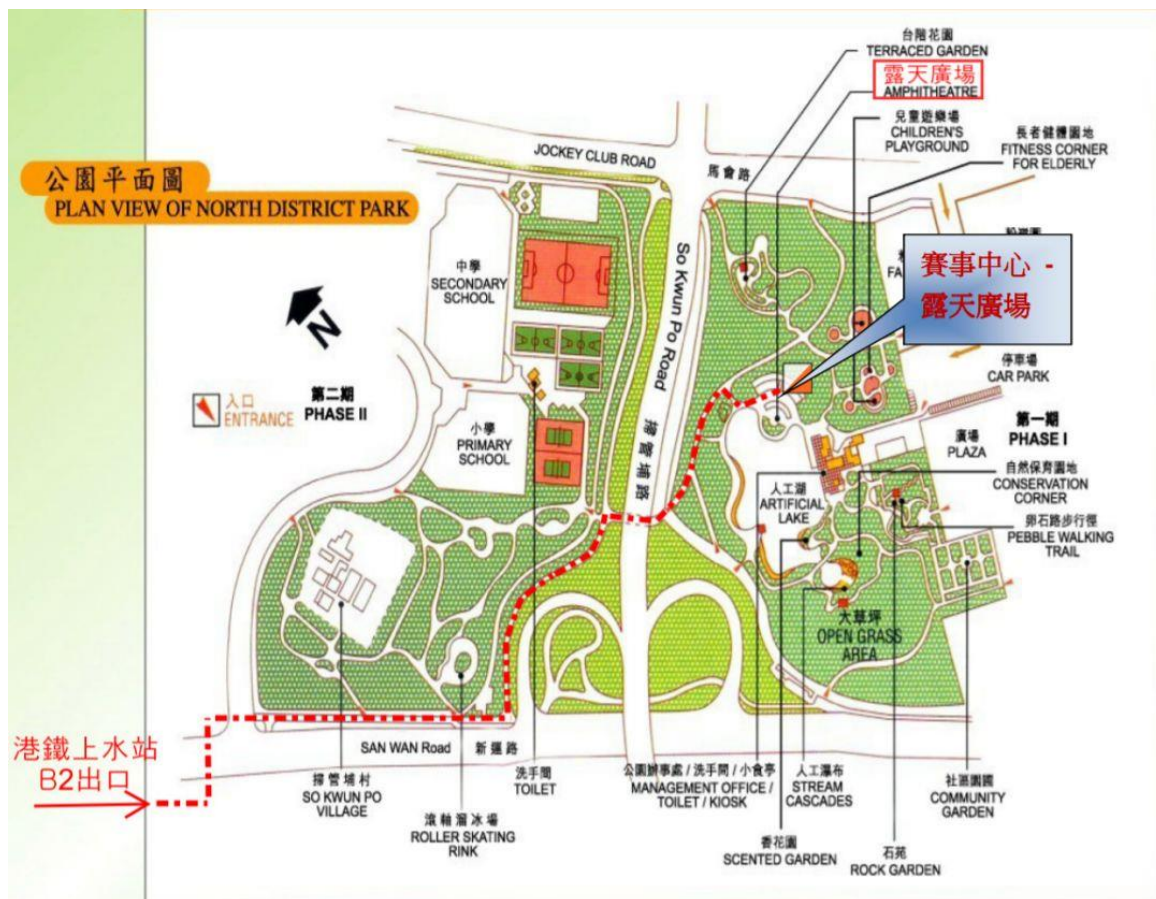 台階花園
TERRACED GARDEN
露天廣場
AMPHITHEATRE
兒童遊樂場
CHILDREN'S
PLAYGROUND
長者健體園地
FITNESS CORNER
FOR ELDERLY
JOCKEY CLUB ROAD
馬會路
公園平面圖
PLAN VIEW OF NORTH DISTRICT PARK
中學
SECONDARY
SCHOOL
So Kwun Po Road
掃管埔路
賽事中心 -
露天廣場
FA
N
入口
ENTRANCE
第二期
PHASE II
小學
PRIMARY
SCHOOL
停車場
CAR PARK
第一期
PHASE I
廣場
PLAZA
自然保育園地
CONSERVATION
CORNER
人工湖
ARTIFICIAL
LAKE
卵石路步行徑
PEBBLE WALKING
TRAIL
大草坪
OPEN GRASS
AREA
港鐵上水站
B2出口
SAN WAN Road 新運路
掃管埔村
SO KWUN PO
VILLAGE
滾軸溜冰場
ROLLER SKATING
RINK
洗手間
TOILET
公園辦事處 / 洗手間 / 小食亭
MANAGEMENT OFFICE /
TOILET / KIOSK
人工瀑布
STREAM
CASCADES
香花園
SCENTED GARDEN
石苑
ROCK GARDEN
社區園圃
COMMUNITY
GARDEN